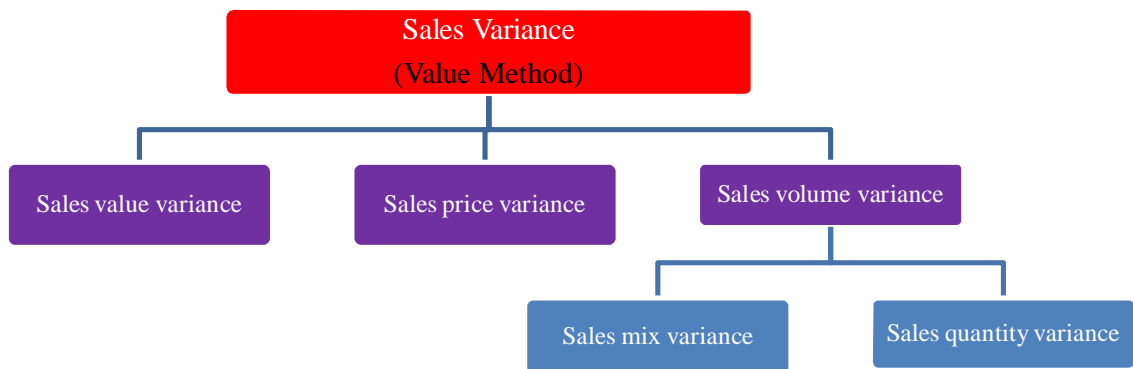 Sales Variance
(Value Method)
Sales value variance
Sales price variance
Sales volume variance
Sales mix variance
Sales quantity variance